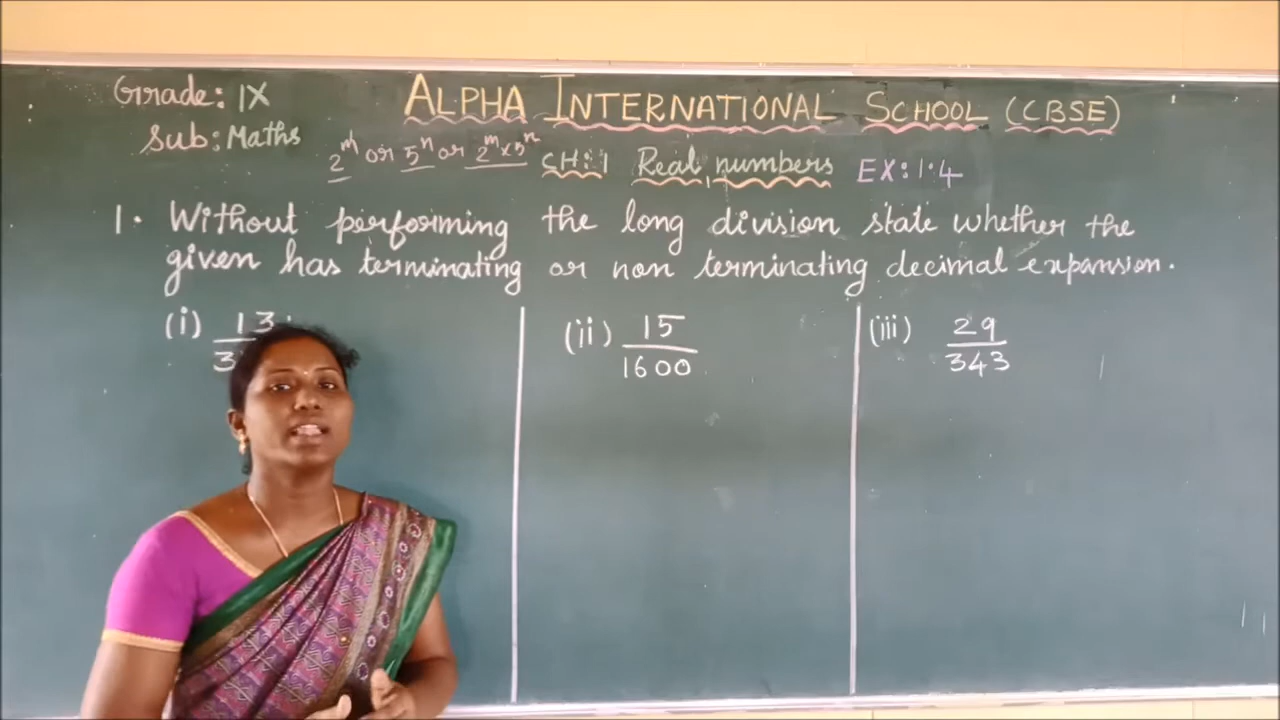 Grade: IX
ALPHA INTERNATIONAL SCHOOL (CBSE)
Sub: Maths
2^m or 5^n or 2^m x 5^n
CH: 1 Real numbers EX: 1.4
1. Without performing the long division state whether the
given has terminating or non terminating decimal expansion.
(i) 13
(ii) 15/1600
(iii) 29/343